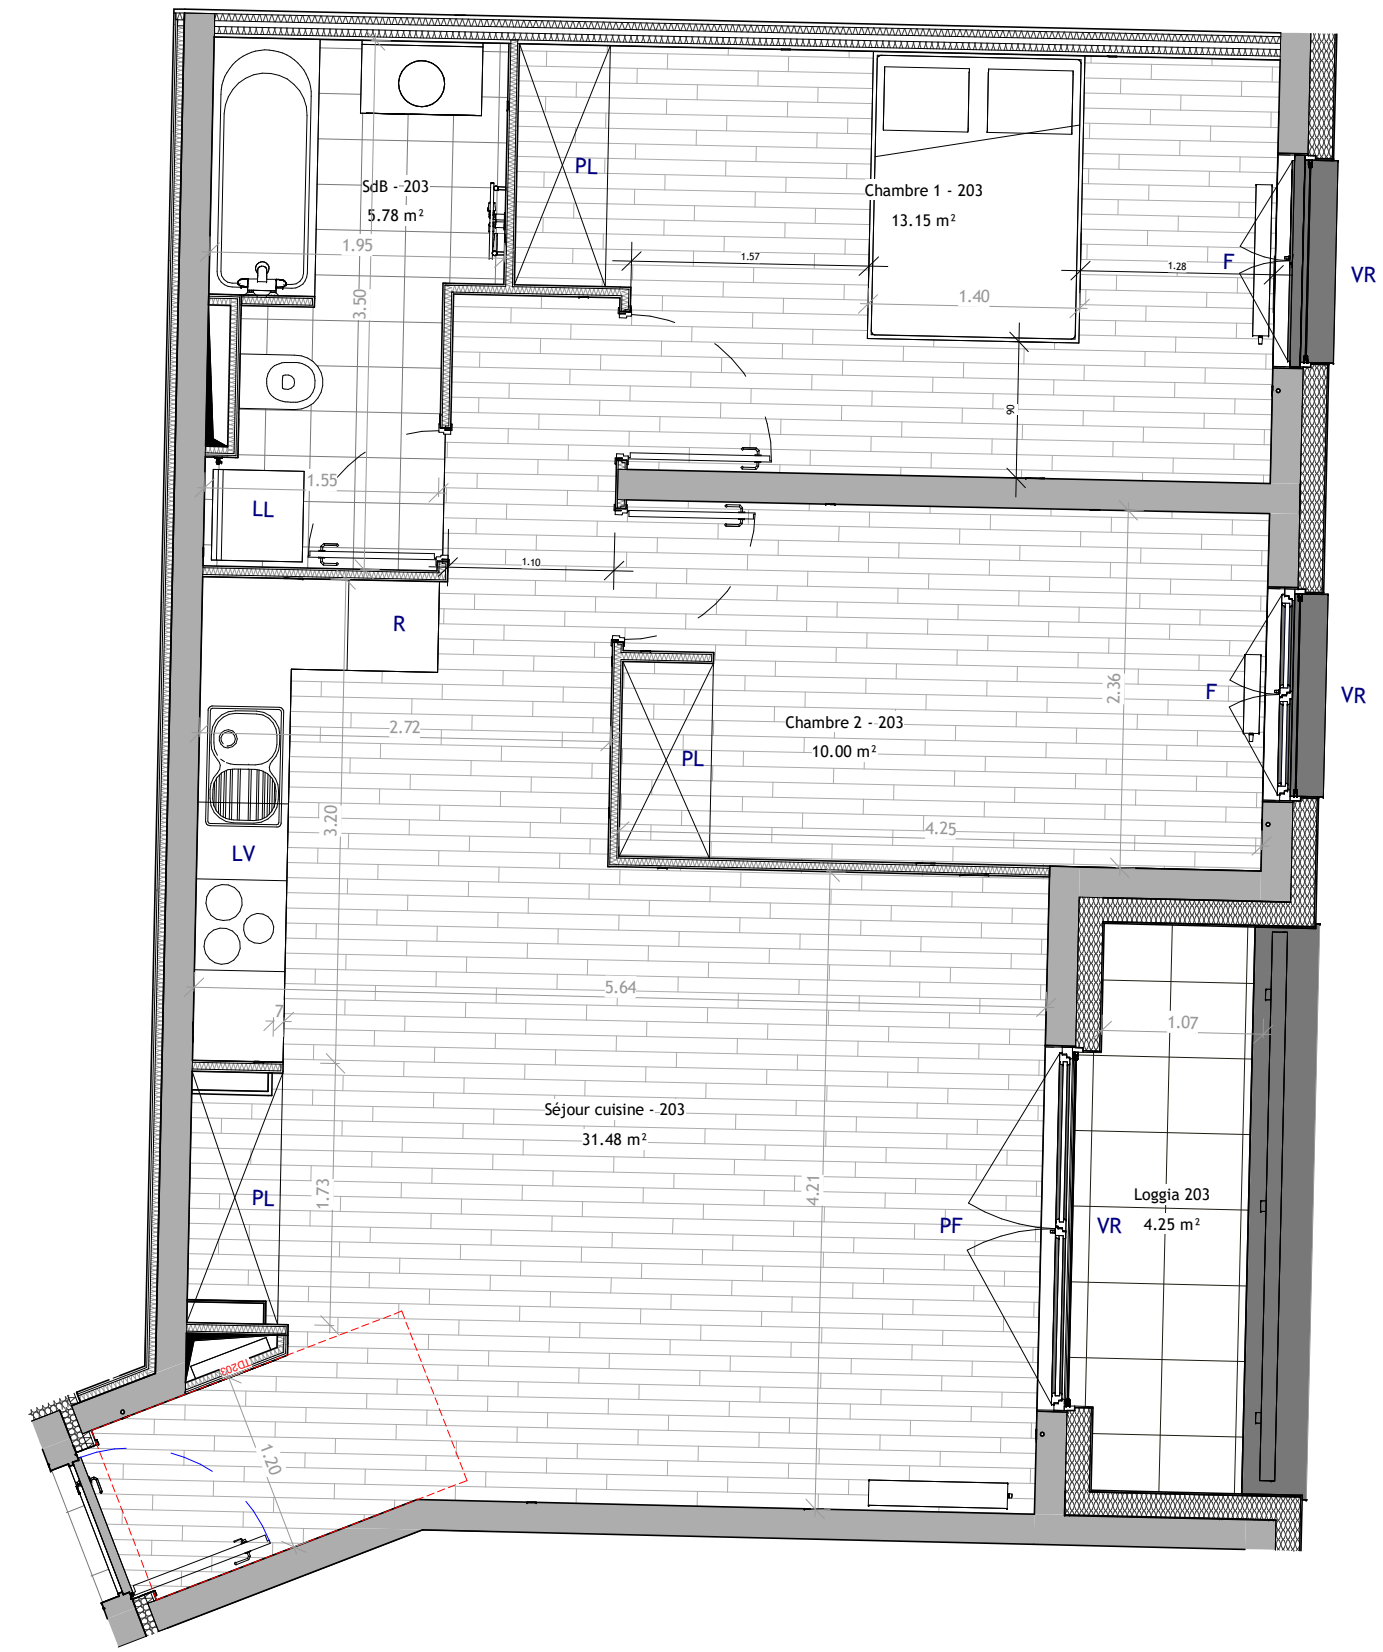 SdB - 203
5.78 m²
1.95
3.50
PL
Chambre 1 - 203
13.15 m²
1.57
1.40
1.28
F
VR
90
LL
1.55
1.10
R
2.72
3.20
Chambre 2 - 203
10.00 m²
PL
2.36
F
VR
4.25
LV
5.64
7
1.07
Séjour cuisine - 203
31.48 m²
PL
1.73
4.21
PF
VR
Loggia 203
4.25 m²
TD203
1.20